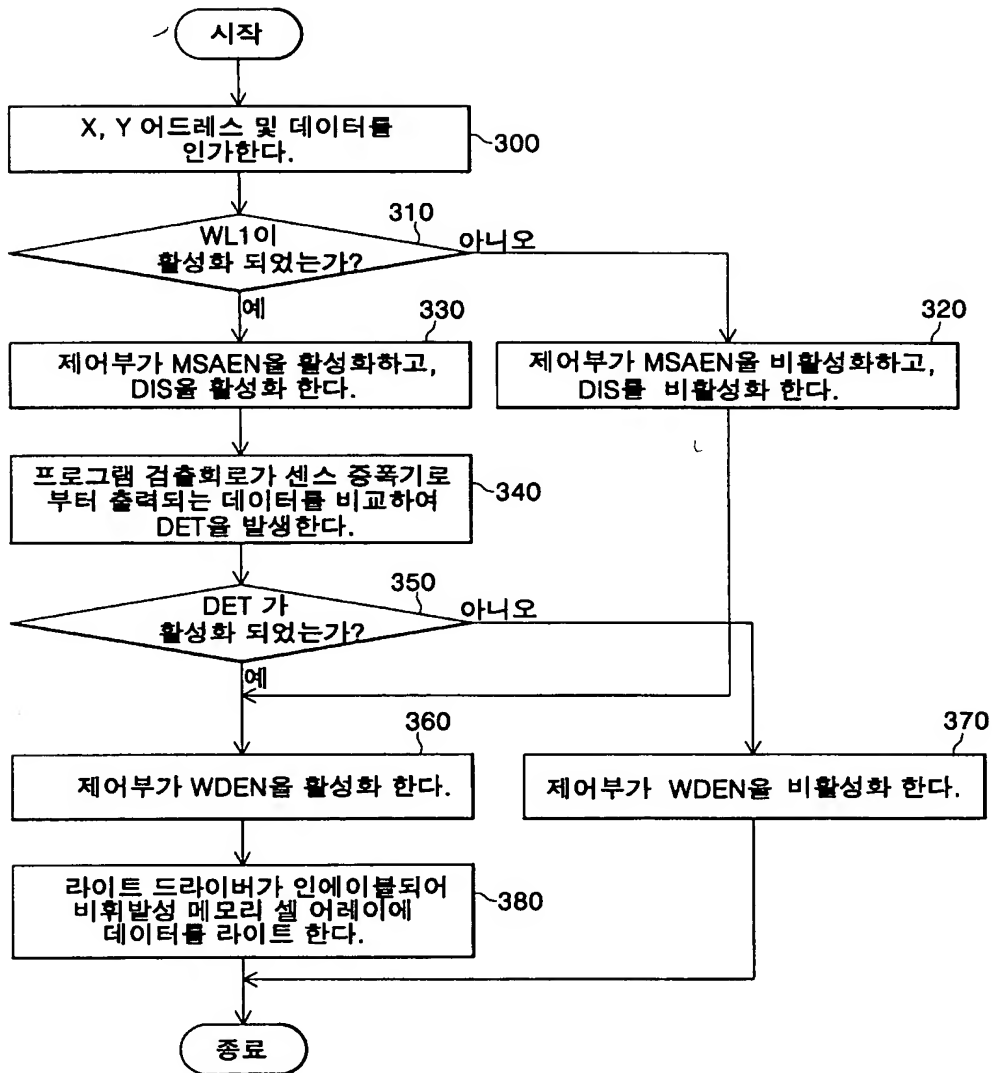 시작
X, Y 어드레스 및 데이터를
인가한다.
300
310
WL1이
활성화 되었는가?
아니오
예
330
320
제어부가 MSAEN을 활성화하고,
DIS을 활성화 한다.
제어부가 MSAEN을 비활성화하고,
DIS를 비활성화 한다.
프로그램 검출회로가 센스 증폭기로
부터 출력되는 데이터를 비교하여
DET을 발생한다.
340
350
DET 가
활성화 되었는가?
아니오
예
360
370
제어부가 WDEN을 활성화 한다.
제어부가 WDEN을 비활성화 한다.
라이트 드라이버가 인에이블되어
비휘발성 메모리 셀 어레이에
데이터를 라이트 한다.
380
종료